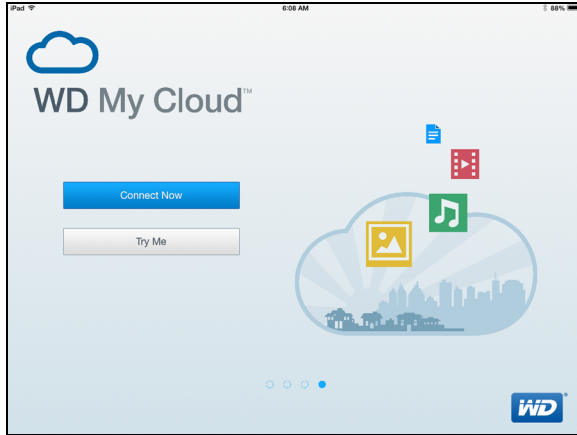 iPad 6:08 AM 88%
WD My Cloud™
Connect Now
Try Me
WD®